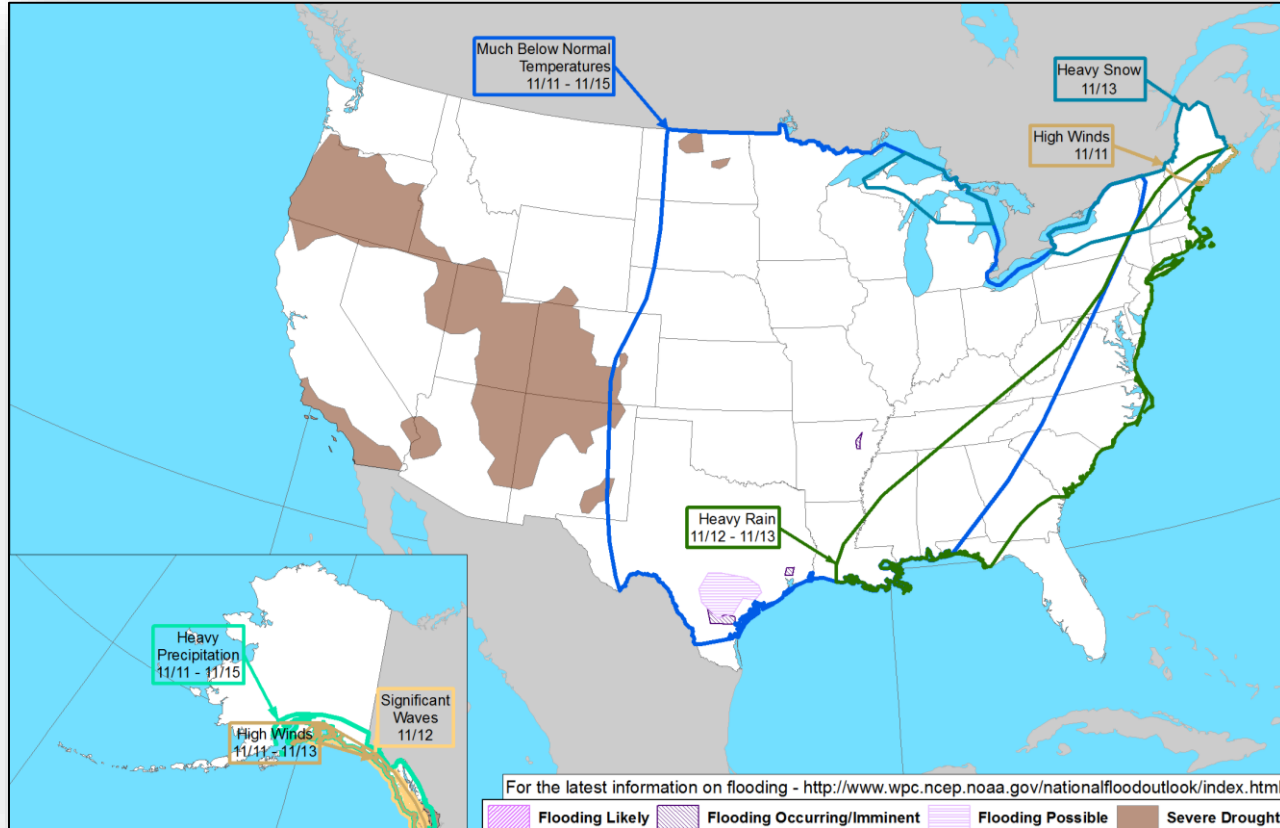 Much Below Normal
Temperatures
11/11 - 11/15
Heavy Snow
11/13
High Winds
11/11
Heavy Rain
11/12 - 11/13
Heavy
Precipitation
11/11 - 11/15
Significant
Waves
11/12
High Winds
11/11 - 11/13
For the latest information on flooding - http://www.wpc.ncep.noaa.gov/nationalfloodoutlook/index.html
Flooding Likely Flooding Occurring/Imminent Flooding Possible Severe Drought